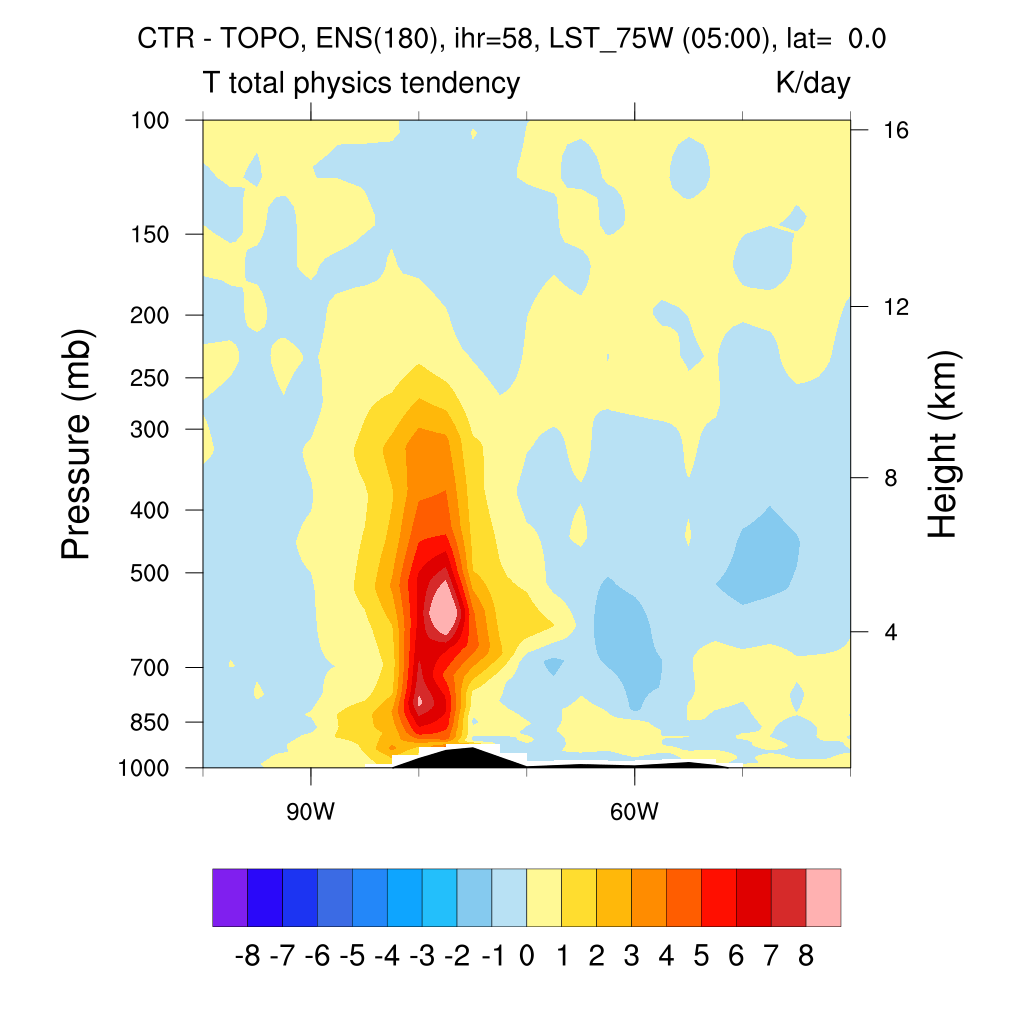 CTR - TOPO, ENS(180), ihr=58, LST_75W (05:00), lat=  0.0
T total physics tendency K/day
100
150
200
250
300
400
500
700
850
1000
Pressure (mb)
16
12
8
4
Height (km)
90W 60W
-8 -7 -6 -5 -4 -3 -2 -1 0 1 2 3 4 5 6 7 8